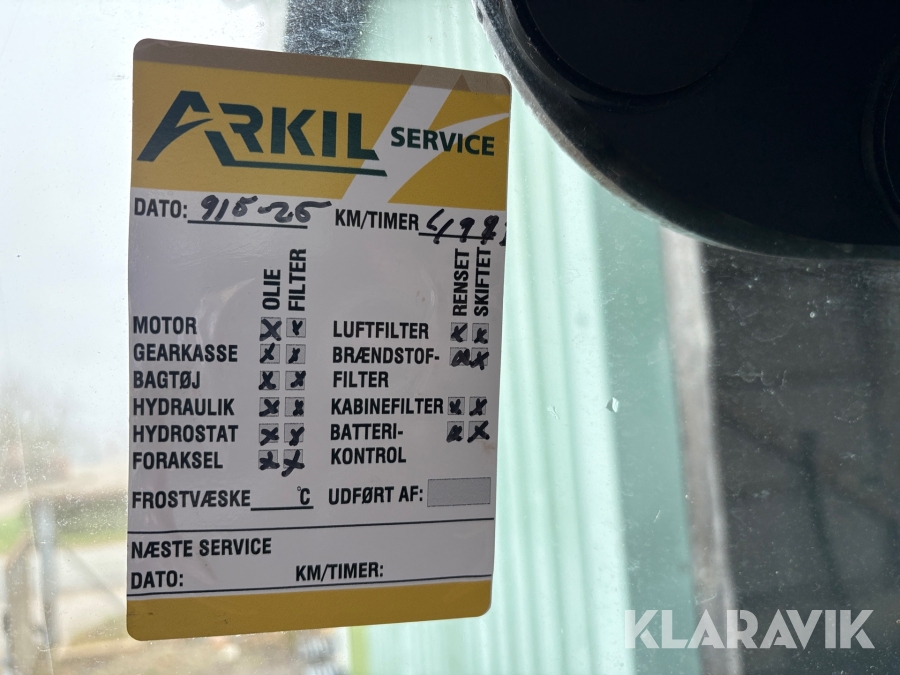 ARKIL SERVICE
DATO: 9/5-25 KM/TIMER
OLIE FILTER RENSET SKIFTET
MOTOR X X LUFTFILTER X X
GEARKASSE X X BRÆNDSTOF- X X
BAGTØJ X X FILTER
HYDRAULIK X X KABINEFILTER X X
HYDROSTAT X X BATTERI- X X
FORAKSEL X X KONTROL
FROSTVÆSKE °C UDFØRT AF:
NÆSTE SERVICE
DATO: KM/TIMER:
KLARAVIK